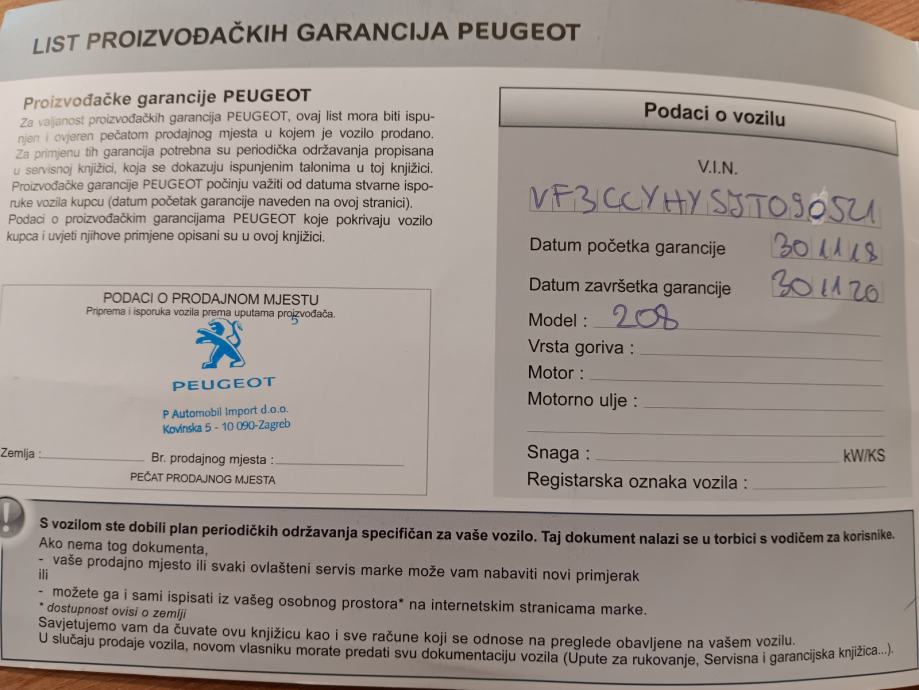 LIST PROIZVOĐAČKIH GARANCIJA PEUGEOT
Proizvođačke garancije PEUGEOT
Za valjanost proizvođačkih garancija PEUGEOT, ovaj list mora biti ispu-
njen i ovjeren pečatom prodajnog mjesta u kojem je vozilo prodano.
Za primjenu tih garancija potrebna su periodička održavanja propisana
u servisnoj knjižici, koja se dokazuju ispunjenim talonima u toj knjižici.
Proizvođačke garancije PEUGEOT počinju važiti od datuma stvarne ispo-
ruke vozila kupcu (datum početak garancije naveden na ovoj stranici).
Podaci o proizvođačkim garancijama PEUGEOT koje pokrivaju vozilo
kupca i uvjeti njihove primjene opisani su u ovoj knjižici.
PODACI O PRODAJNOM MJESTU
Priprema i isporuka vozila prema uputama proizvođača.
5
PEUGEOT
P Automobil Import d.o.o.
Kovinska 5 - 10 090-Zagreb
Zemlja :
Br. prodajnog mjesta :
PEČAT PRODAJNOG MJESTA
Podaci o vozilu
V.I.N.
VF3CCYHYSJT090521
Datum početka garancije 301118
Datum završetka garancije 301120
Model : 208
Vrsta goriva :
Motor :
Motorno ulje :
Snaga : kW/KS
Registarska oznaka vozila :
!
S vozilom ste dobili plan periodičkih održavanja specifičan za vaše vozilo. Taj dokument nalazi se u torbici s vodičem za korisnike.
Ako nema tog dokumenta,
- vaše prodajno mjesto ili svaki ovlašteni servis marke može vam nabaviti novi primjerak
ili
- možete ga i sami ispisati iz vašeg osobnog prostora* na internetskim stranicama marke.
* dostupnost ovisi o zemlji
Savjetujemo vam da čuvate ovu knjižicu kao i sve račune koji se odnose na preglede obavljene na vašem vozilu.
U slučaju prodaje vozila, novom vlasniku morate predati svu dokumentaciju vozila (Upute za rukovanje, Servisna i garancijska knjižica...).